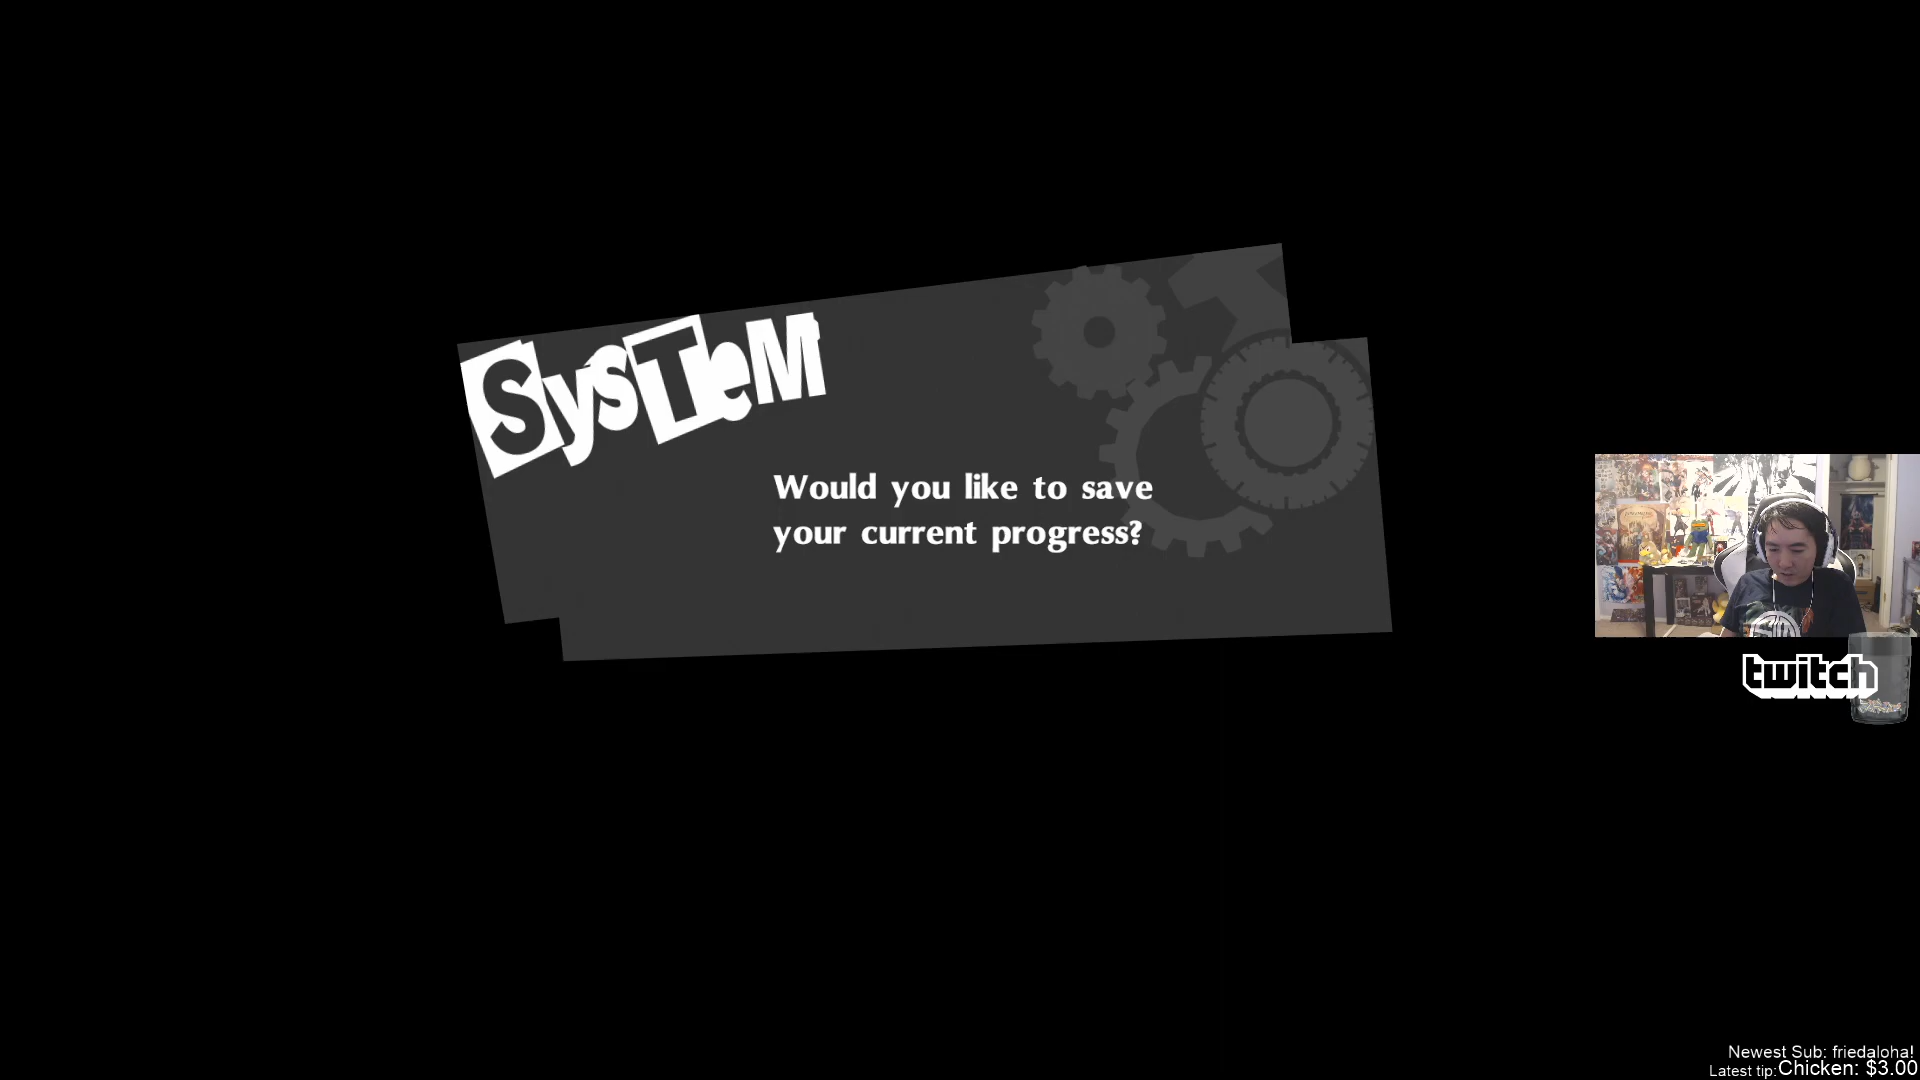 SysTeM
Would you like to save
your current progress?
twitch
Newest Sub: friedaloha!
Latest tip:Chicken: $3.00